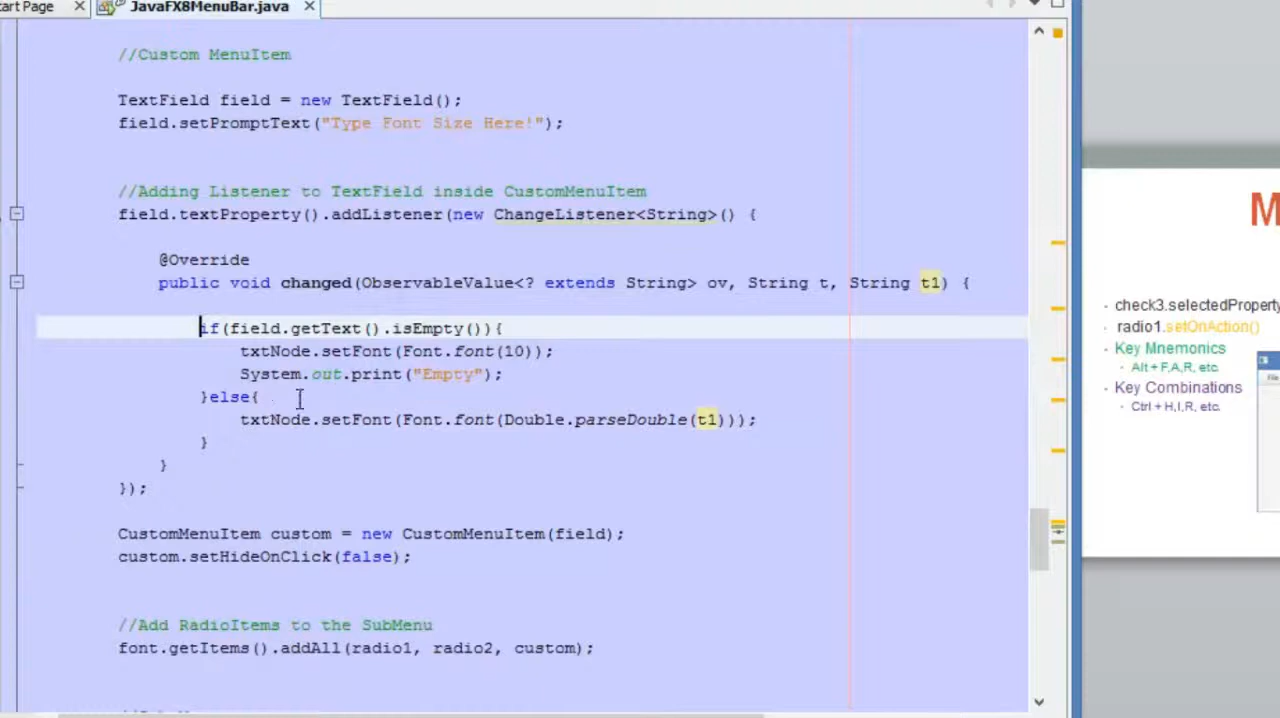 art Page
JavaFX8MenuBar.java
//Custom MenuItem
TextField field = new TextField();
field.setPromptText("Type Font Size Here!");
//Adding Listener to TextField inside CustomMenuItem
field.textProperty().addListener(new ChangeListener<String>() {
@Override
public void changed(ObservableValue<? extends String> ov, String t, String t1) {
if(field.getText().isEmpty()){
txtNode.setFont(Font.font(10));
System.out.print("Empty");
}else{
txtNode.setFont(Font.font(Double.parseDouble(t1)));
}
}
});
CustomMenuItem custom = new CustomMenuItem(field);
custom.setHideOnClick(false);
//Add RadioItems to the SubMenu
font.getItems().addAll(radio1, radio2, custom);
M
· check3.selectedProperty
· radio1.setOnAction()
· Key Mnemonics
· Alt + F,A,R, etc.
· Key Combinations
· Ctrl + H,I,R, etc.